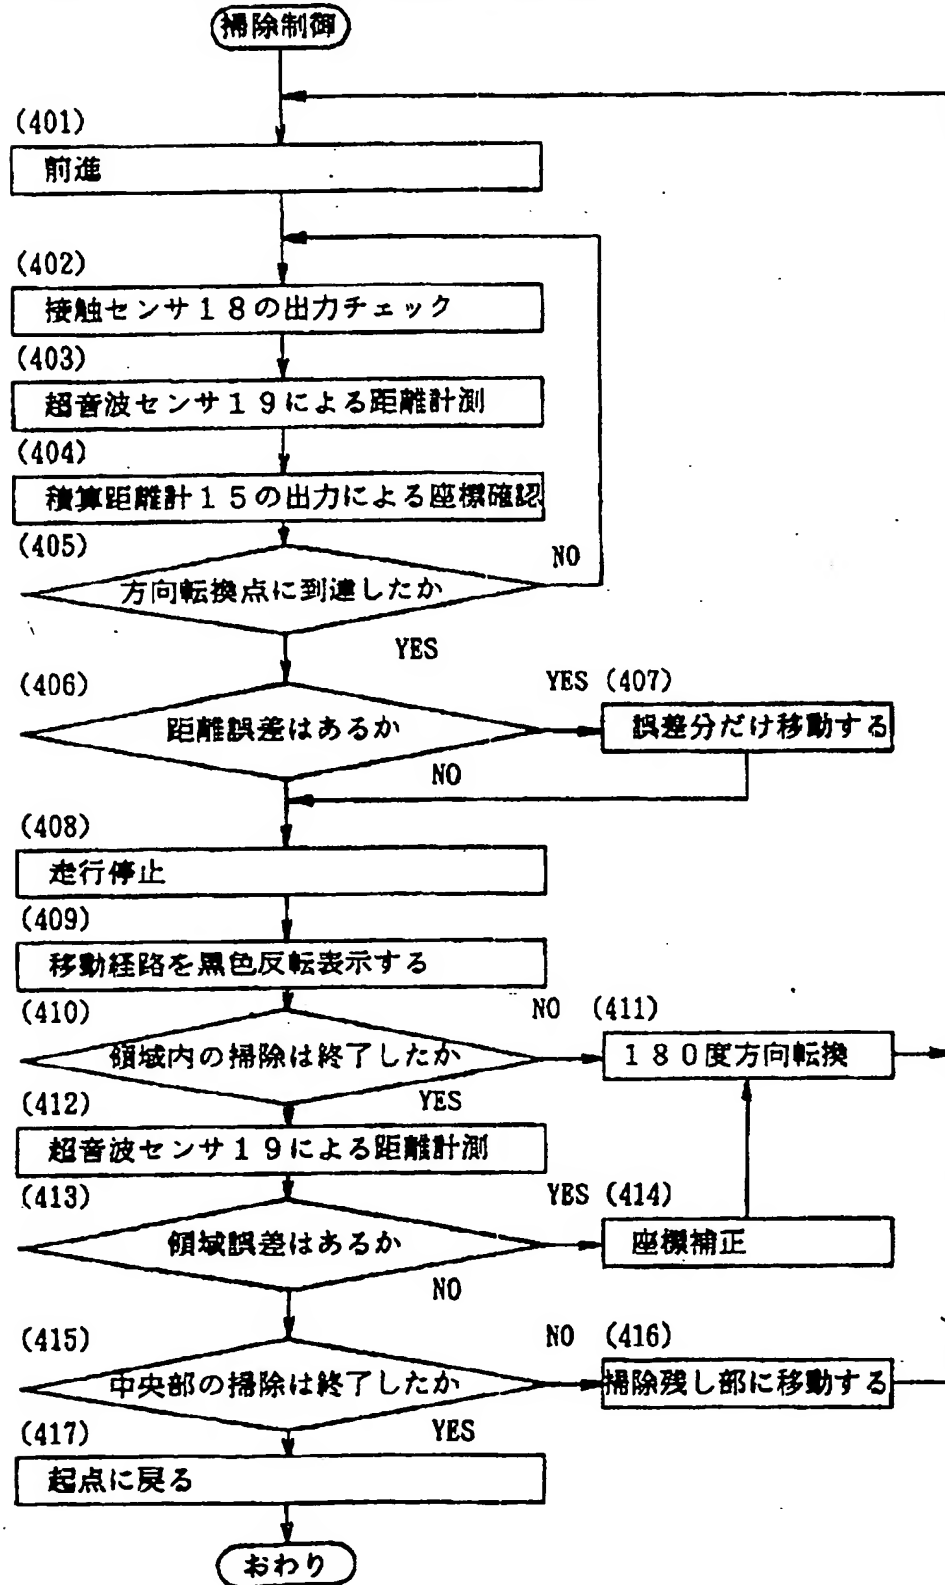 掃除制御
(401)
前進
(402)
接触センサ18の出力チェック
(403)
超音波センサ19による距離計測
(404)
積算距離計15の出力による座標確認
(405)
方向転換点に到達したか
NO
YES
(406)
距離誤差はあるか
YES (407)
誤差分だけ移動する
NO
(408)
走行停止
(409)
移動経路を黒色反転表示する
(410)
領域内の掃除は終了したか
NO (411)
180度方向転換
YES
(412)
超音波センサ19による距離計測
(413)
領域誤差はあるか
YES (414)
座標補正
NO
(415)
中央部の掃除は終了したか
NO (416)
掃除残し部に移動する
YES
(417)
起点に戻る
おわり